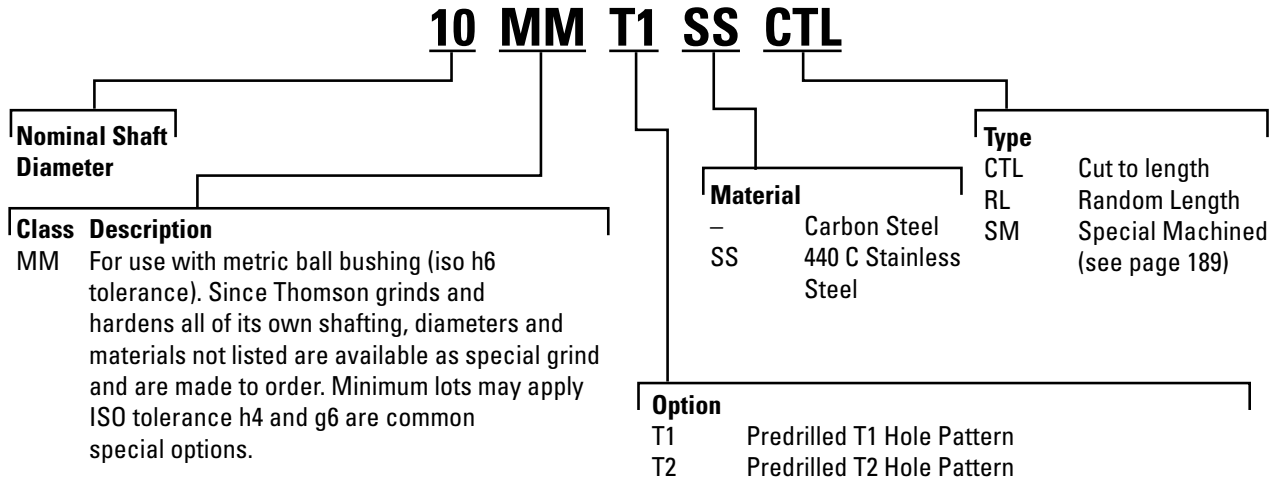 10 MM T1 SS CTL
Nominal Shaft
Diameter
Class Description
MM For use with metric ball bushing (iso h6
tolerance). Since Thomson grinds and
hardens all of its own shafting, diameters and
materials not listed are available as special grind
and are made to order. Minimum lots may apply
ISO tolerance h4 and g6 are common
special options.
Material
– Carbon Steel
SS 440 C Stainless
Steel
Type
CTL Cut to length
RL Random Length
SM Special Machined
(see page 189)
Option
T1 Predrilled T1 Hole Pattern
T2 Predrilled T2 Hole Pattern